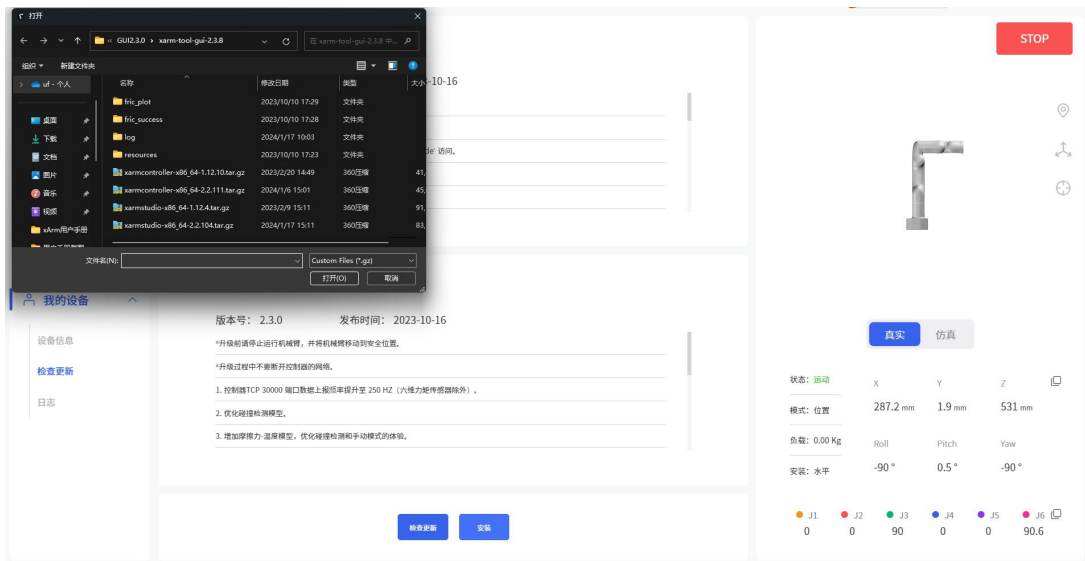 打开
« GUI2.3.0 › xarm-tool-gui-2.3.8
在 xarm-tool-gui-2.3.8 中...
组织 新建文件夹
uf - 个人
名称 修改日期 类型 大小
fric_plot 2023/10/10 17:29 文件夹
fric_success 2023/10/10 17:28 文件夹
log 2024/1/17 10:03 文件夹
resources 2023/10/10 17:23 文件夹
xarmcontroller-x86_64-1.12.10.tar.gz 2023/2/20 14:49 360压缩 41,
xarmcontroller-x86_64-2.2.111.tar.gz 2024/1/6 15:01 360压缩 45,
xarmstudio-x86_64-1.12.4.tar.gz 2023/2/9 15:11 360压缩 91,
xarmstudio-x86_64-2.2.104.tar.gz 2024/1/17 15:11 360压缩 83,
桌面
下载
文档
图片
音乐
视频
xArm用户手册
文件名(N): Custom Files (*.gz)
打开(O) 取消
-10-16
de' 访问。
我的设备
设备信息
检查更新
日志
版本号: 2.3.0 发布时间: 2023-10-16
*升级前请停止运行机械臂，并将机械臂移动到安全位置。
*升级过程中不要断开控制器的网络。
1. 控制器TCP 30000 端口数据上报频率提升至 250 HZ（六维力矩传感器除外）。
2. 优化碰撞检测模型。
3. 增加摩擦力-温度模型，优化碰撞检测和手动模式的体验。
检查更新 安装
STOP
真实 仿真
状态: 运动
模式: 位置
负载: 0.00 Kg
安装: 水平
X Y Z
287.2 mm 1.9 mm 531 mm
Roll Pitch Yaw
-90 ° 0.5 ° -90 °
J1 J2 J3 J4 J5 J6
0 0 90 0 0 90.6